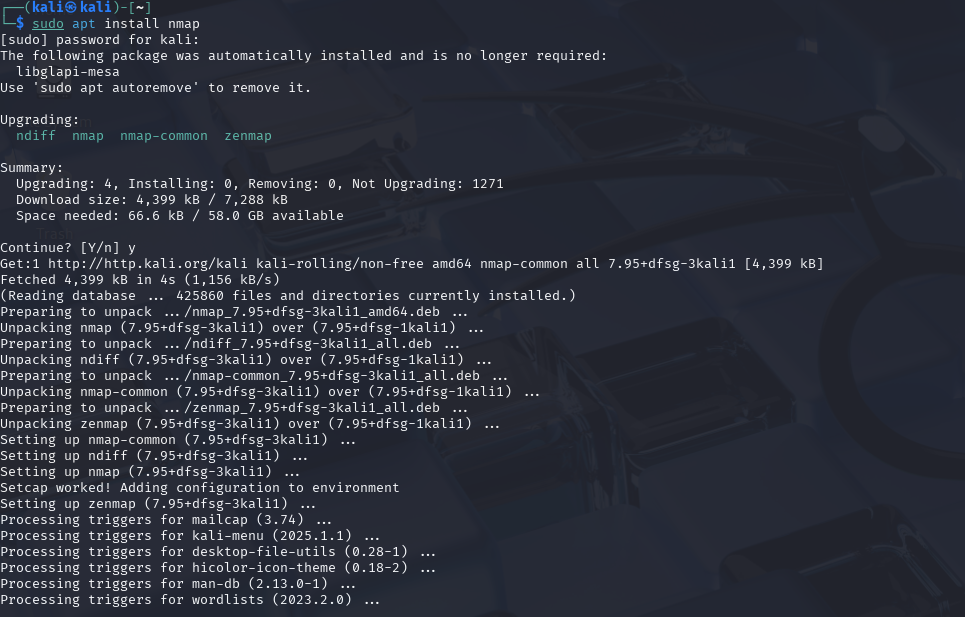 ┌──(kali㉿kali)-[~]
└─$ sudo apt install nmap
[sudo] password for kali:
The following package was automatically installed and is no longer required:
  libglapi-mesa
Use 'sudo apt autoremove' to remove it.

Upgrading:
  ndiff  nmap  nmap-common  zenmap

Summary:
  Upgrading: 4, Installing: 0, Removing: 0, Not Upgrading: 1271
  Download size: 4,399 kB / 7,288 kB
  Space needed: 66.6 kB / 58.0 GB available

Continue? [Y/n] y
Get:1 http://http.kali.org/kali kali-rolling/non-free amd64 nmap-common all 7.95+dfsg-3kali1 [4,399 kB]
Fetched 4,399 kB in 4s (1,156 kB/s)
(Reading database ... 425860 files and directories currently installed.)
Preparing to unpack .../nmap_7.95+dfsg-3kali1_amd64.deb ...
Unpacking nmap (7.95+dfsg-3kali1) over (7.95+dfsg-1kali1) ...
Preparing to unpack .../ndiff_7.95+dfsg-3kali1_all.deb ...
Unpacking ndiff (7.95+dfsg-3kali1) over (7.95+dfsg-1kali1) ...
Preparing to unpack .../nmap-common_7.95+dfsg-3kali1_all.deb ...
Unpacking nmap-common (7.95+dfsg-3kali1) over (7.95+dfsg-1kali1) ...
Preparing to unpack .../zenmap_7.95+dfsg-3kali1_all.deb ...
Unpacking zenmap (7.95+dfsg-3kali1) over (7.95+dfsg-1kali1) ...
Setting up nmap-common (7.95+dfsg-3kali1) ...
Setting up ndiff (7.95+dfsg-3kali1) ...
Setting up nmap (7.95+dfsg-3kali1) ...
Setcap worked! Adding configuration to environment
Setting up zenmap (7.95+dfsg-3kali1) ...
Processing triggers for mailcap (3.74) ...
Processing triggers for kali-menu (2025.1.1) ...
Processing triggers for desktop-file-utils (0.28-1) ...
Processing triggers for hicolor-icon-theme (0.18-2) ...
Processing triggers for man-db (2.13.0-1) ...
Processing triggers for wordlists (2023.2.0) ...